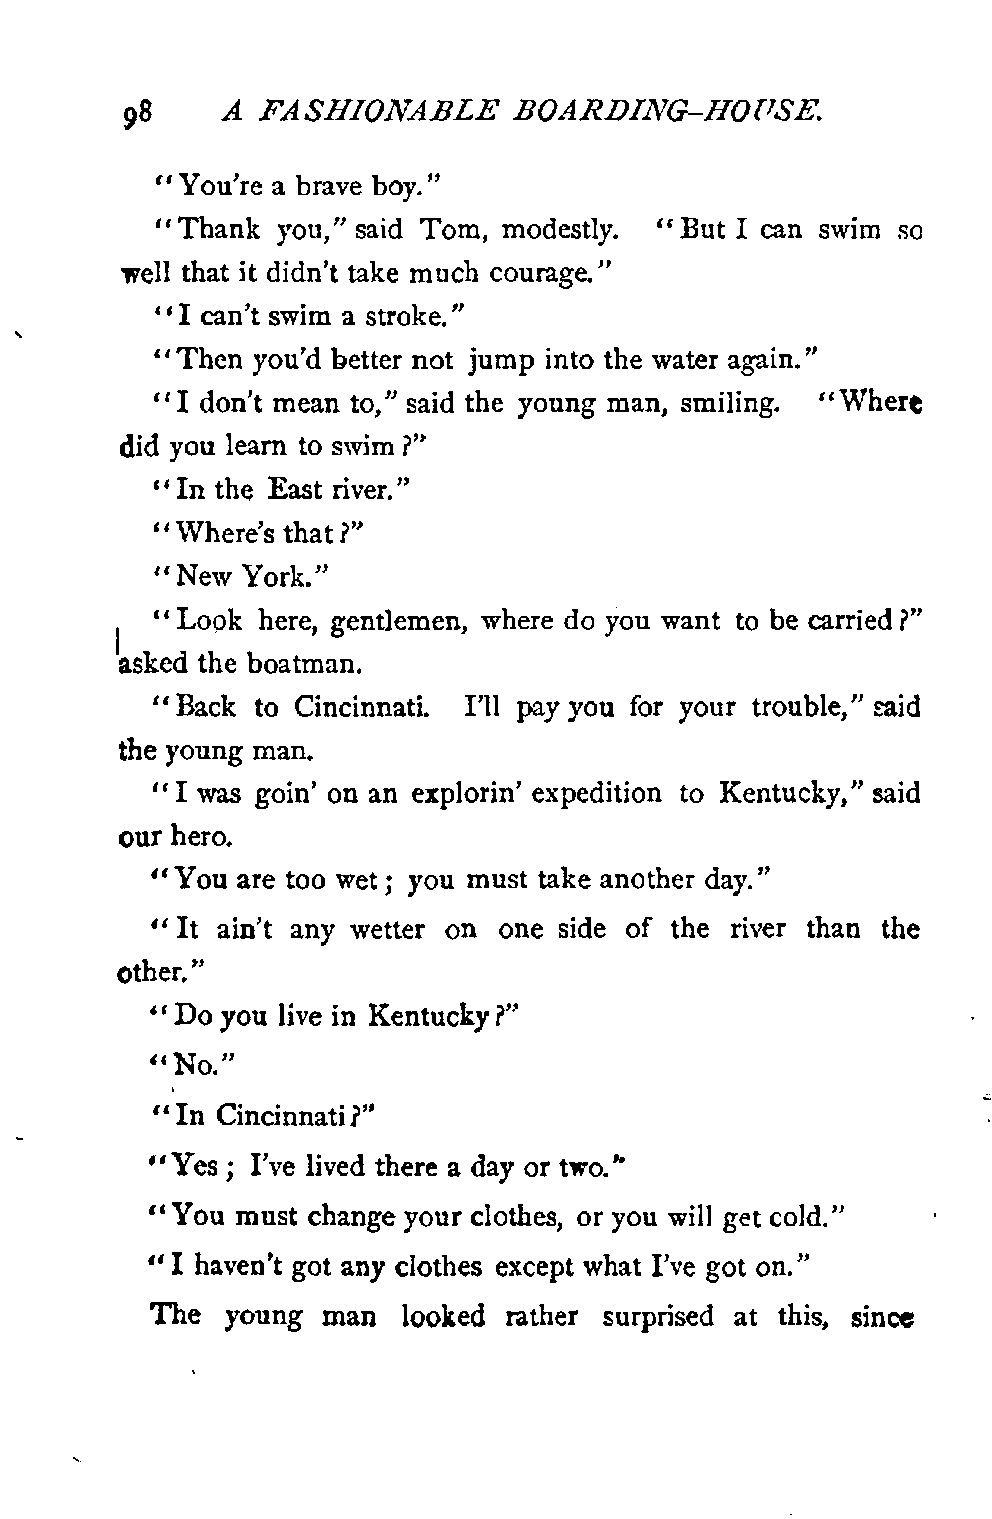 98 A FASHIONABLE BOARDING-HOUSE.
"You're a brave boy."
"Thank you," said Tom, modestly. "But I can swim so
well that it didn't take much courage."
"I can't swim a stroke."
"Then you'd better not jump into the water again."
"I don't mean to," said the young man, smiling. "Where
did you learn to swim?"
"In the East river."
"Where's that?"
"New York."
"Look here, gentlemen, where do you want to be carried?"
asked the boatman.
"Back to Cincinnati. I'll pay you for your trouble," said
the young man.
"I was goin' on an explorin' expedition to Kentucky," said
our hero.
"You are too wet; you must take another day."
"It ain't any wetter on one side of the river than the
other."
"Do you live in Kentucky?"
"No."
"In Cincinnati?"
"Yes; I've lived there a day or two."
"You must change your clothes, or you will get cold."
"I haven't got any clothes except what I've got on."
The young man looked rather surprised at this, since